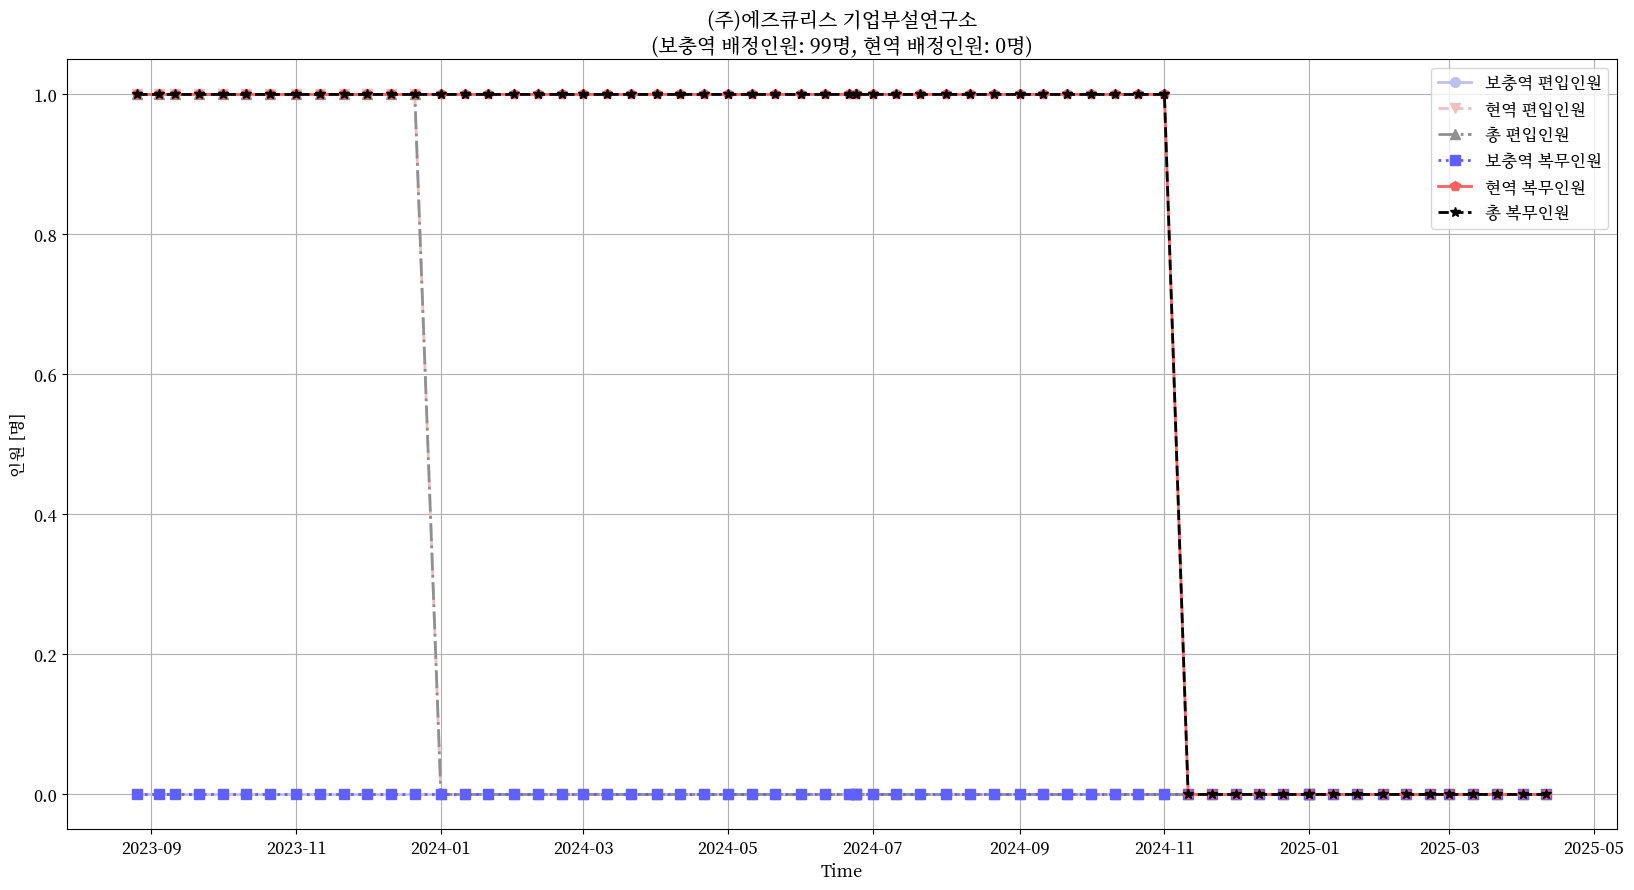 (주)에즈큐리스 기업부설연구소
(보충역 배정인원: 99명, 현역 배정인원: 0명)
보충역 편입인원
현역 편입인원
총 편입인원
보충역 복무인원
현역 복무인원
총 복무인원
인원 [명]
1.0
0.8
0.6
0.4
0.2
0.0
2023-09
2023-11
2024-01
2024-03
2024-05
2024-07
2024-09
2024-11
2025-01
2025-03
2025-05
Time